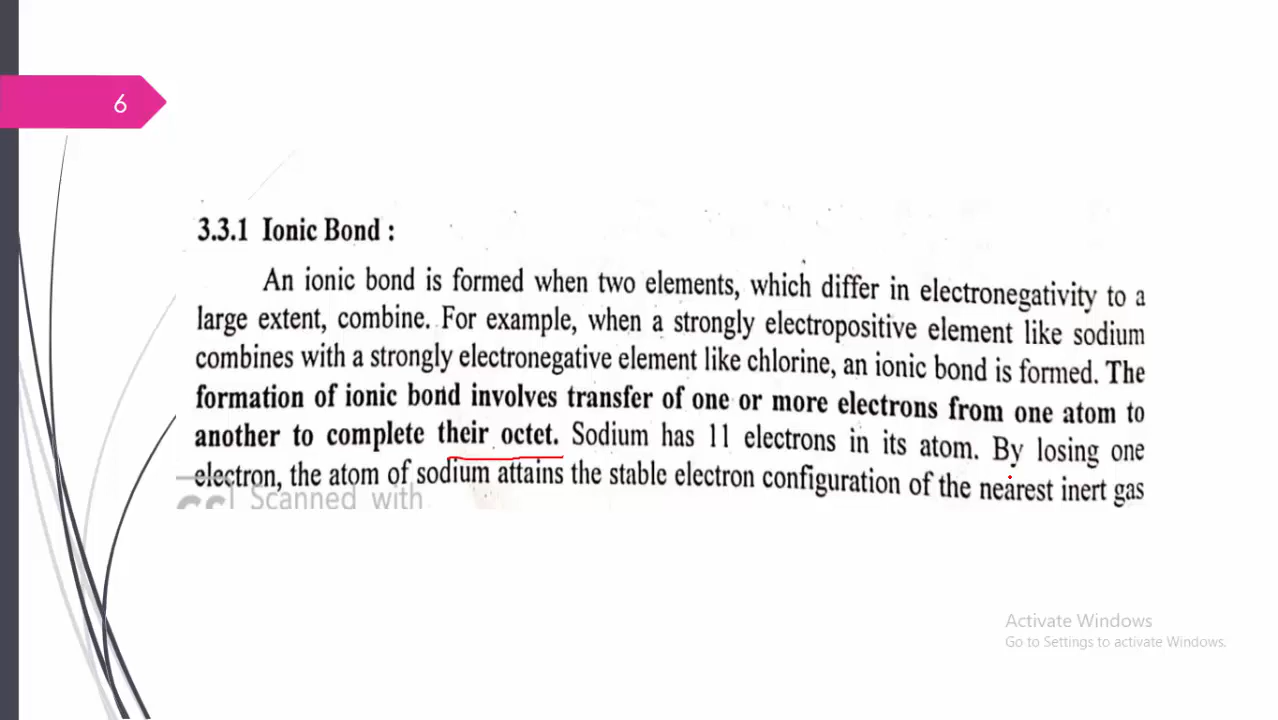 6
3.3.1 Ionic Bond :
An ionic bond is formed when two elements, which differ in electronegativity to a
large extent, combine. For example, when a strongly electropositive element like sodium
combines with a strongly electronegative element like chlorine, an ionic bond is formed. The
formation of ionic bond involves transfer of one or more electrons from one atom to
another to complete their octet. Sodium has 11 electrons in its atom. By losing one
electron, the atom of sodium attains the stable electron configuration of the nearest inert gas
Scanned with
Activate Windows
Go to Settings to activate Windows.